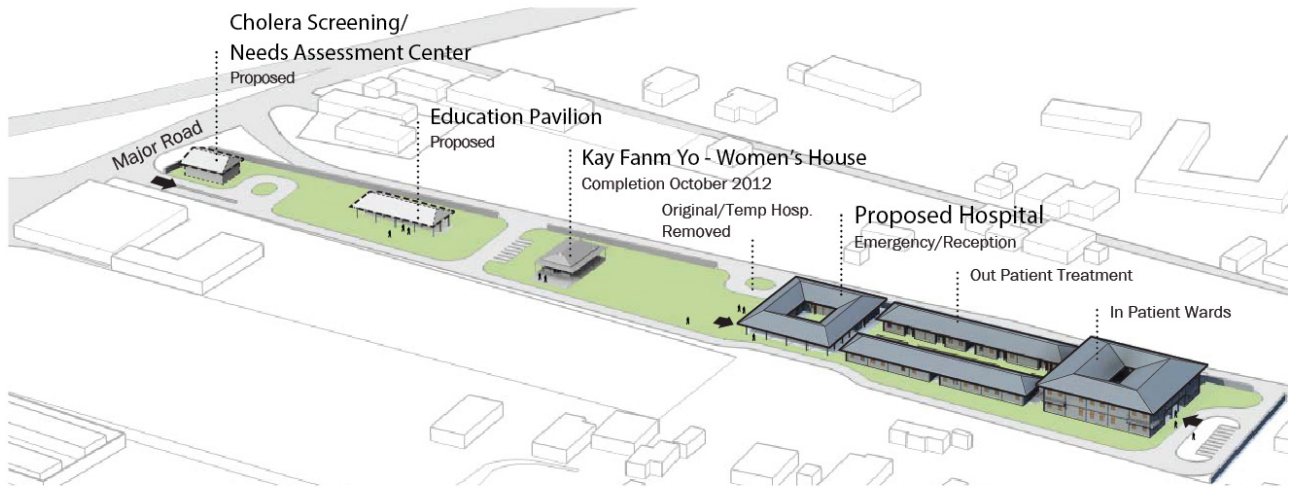 Cholera Screening/
Needs Assessment Center
Proposed
Major Road
Education Pavilion
Proposed
Kay Fanm Yo - Women's House
Completion October 2012
Original/Temp Hosp.
Removed
Proposed Hospital
Emergency/Reception
Out Patient Treatment
In Patient Wards